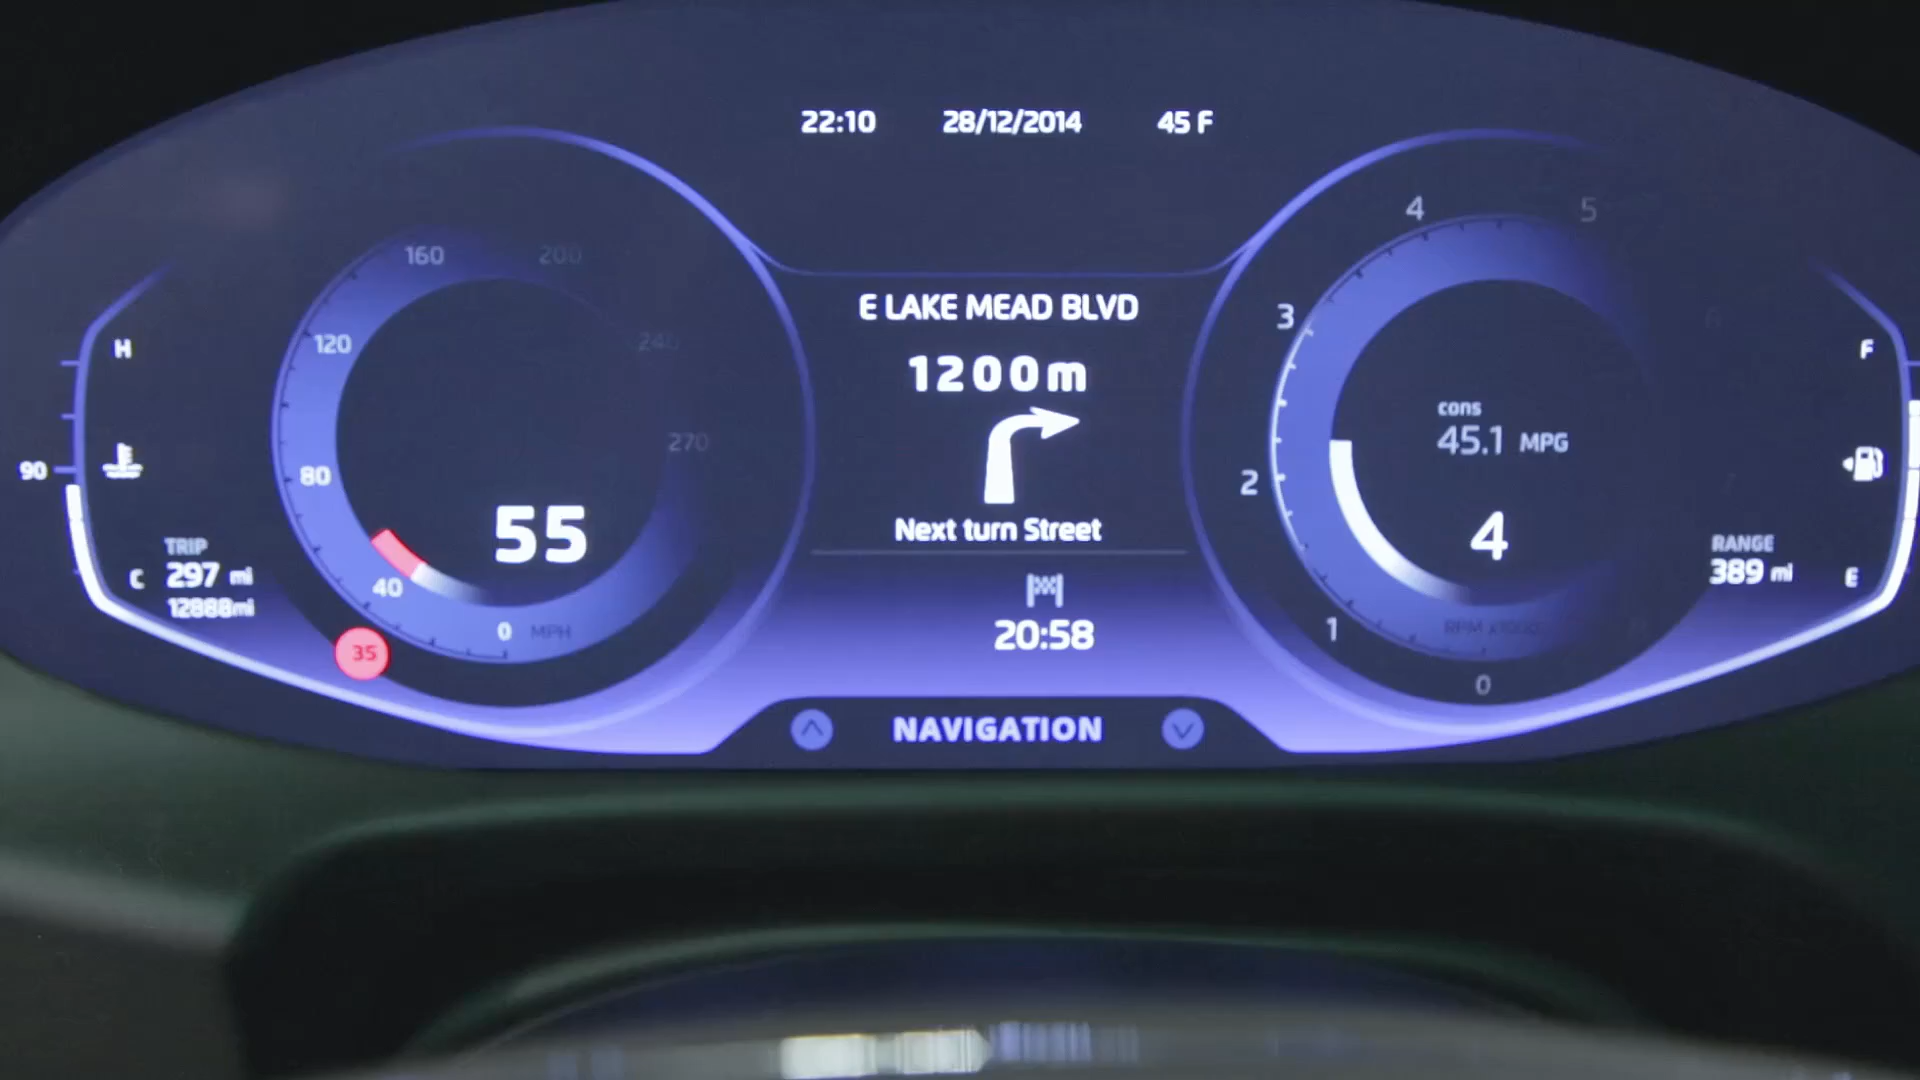 22:10 28/12/2014 45 F
160 200
120 240
80 270
40
0 MPH
55
35
H
90
C
TRIP
297 mi
12888mi
E LAKE MEAD BLVD
1200m
Next turn Street
20:58
NAVIGATION
4 5
3
2
1
0
cons
45.1 MPG
4
RPM x1000
F
RANGE
389 mi
E